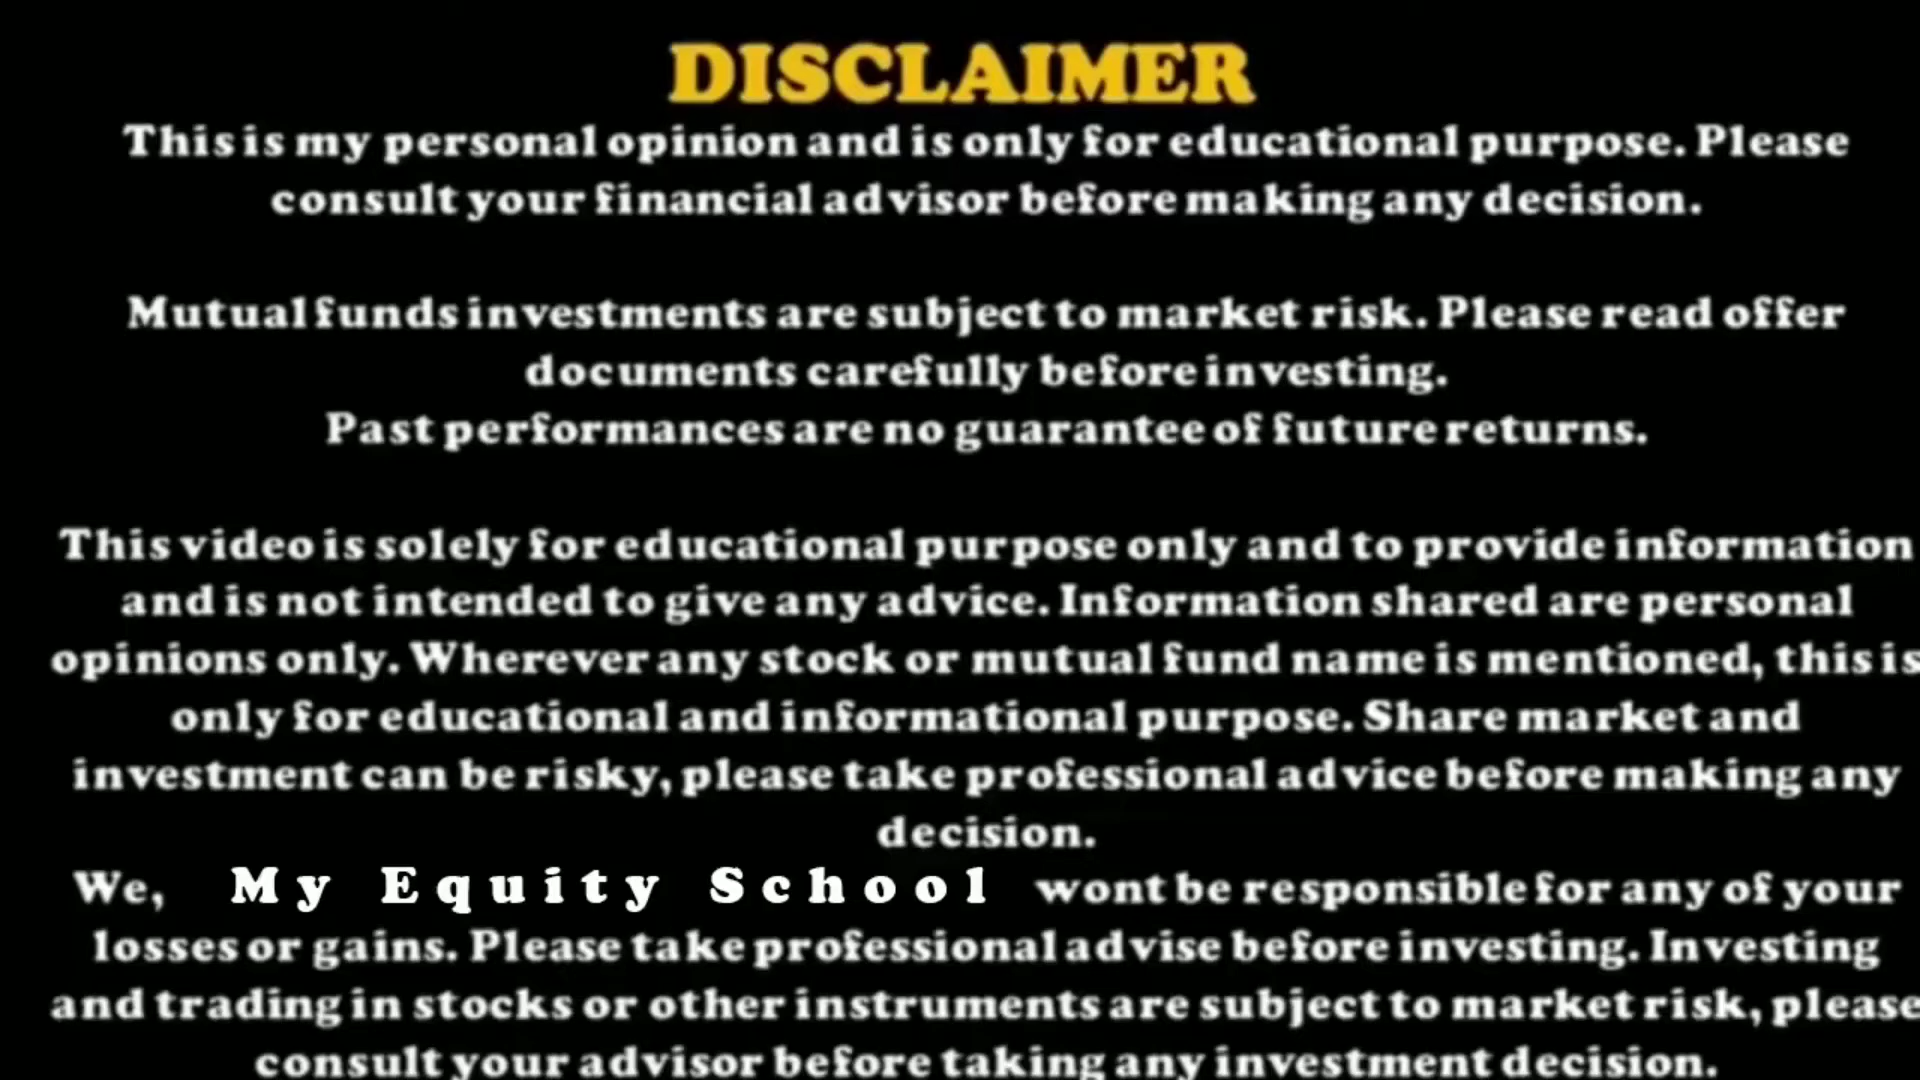 DISCLAIMER
This is my personal opinion and is only for educational purpose. Please
consult your financial advisor before making any decision.
Mutual funds investments are subject to market risk. Please read offer
documents carefully before investing.
Past performances are no guarantee of future returns.
This video is solely for educational purpose only and to provide information
and is not intended to give any advice. Information shared are personal
opinions only. Wherever any stock or mutual fund name is mentioned, this is
only for educational and informational purpose. Share market and
investment can be risky, please take professional advice before making any
decision.
We, My Equity School wont be responsible for any of your
losses or gains. Please take professional advise before investing. Investing
and trading in stocks or other instruments are subject to market risk, please
consult your advisor before taking any investment decision.